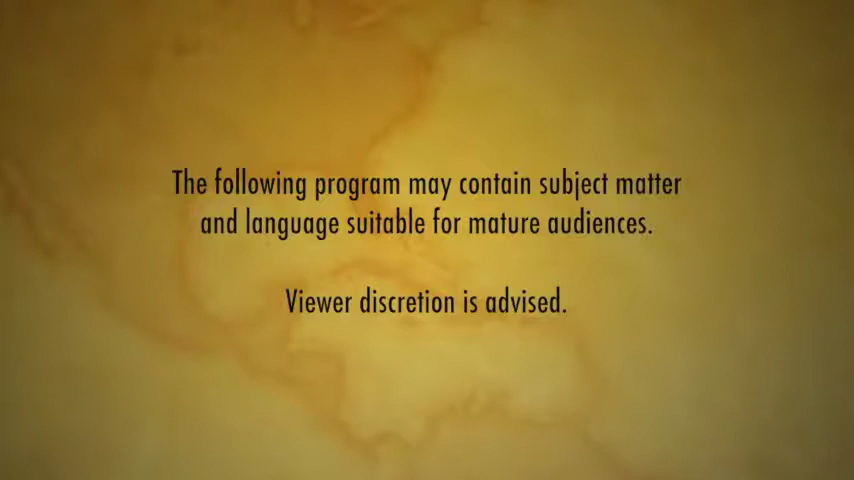 The following program may contain subject matter
and language suitable for mature audiences.
Viewer discretion is advised.